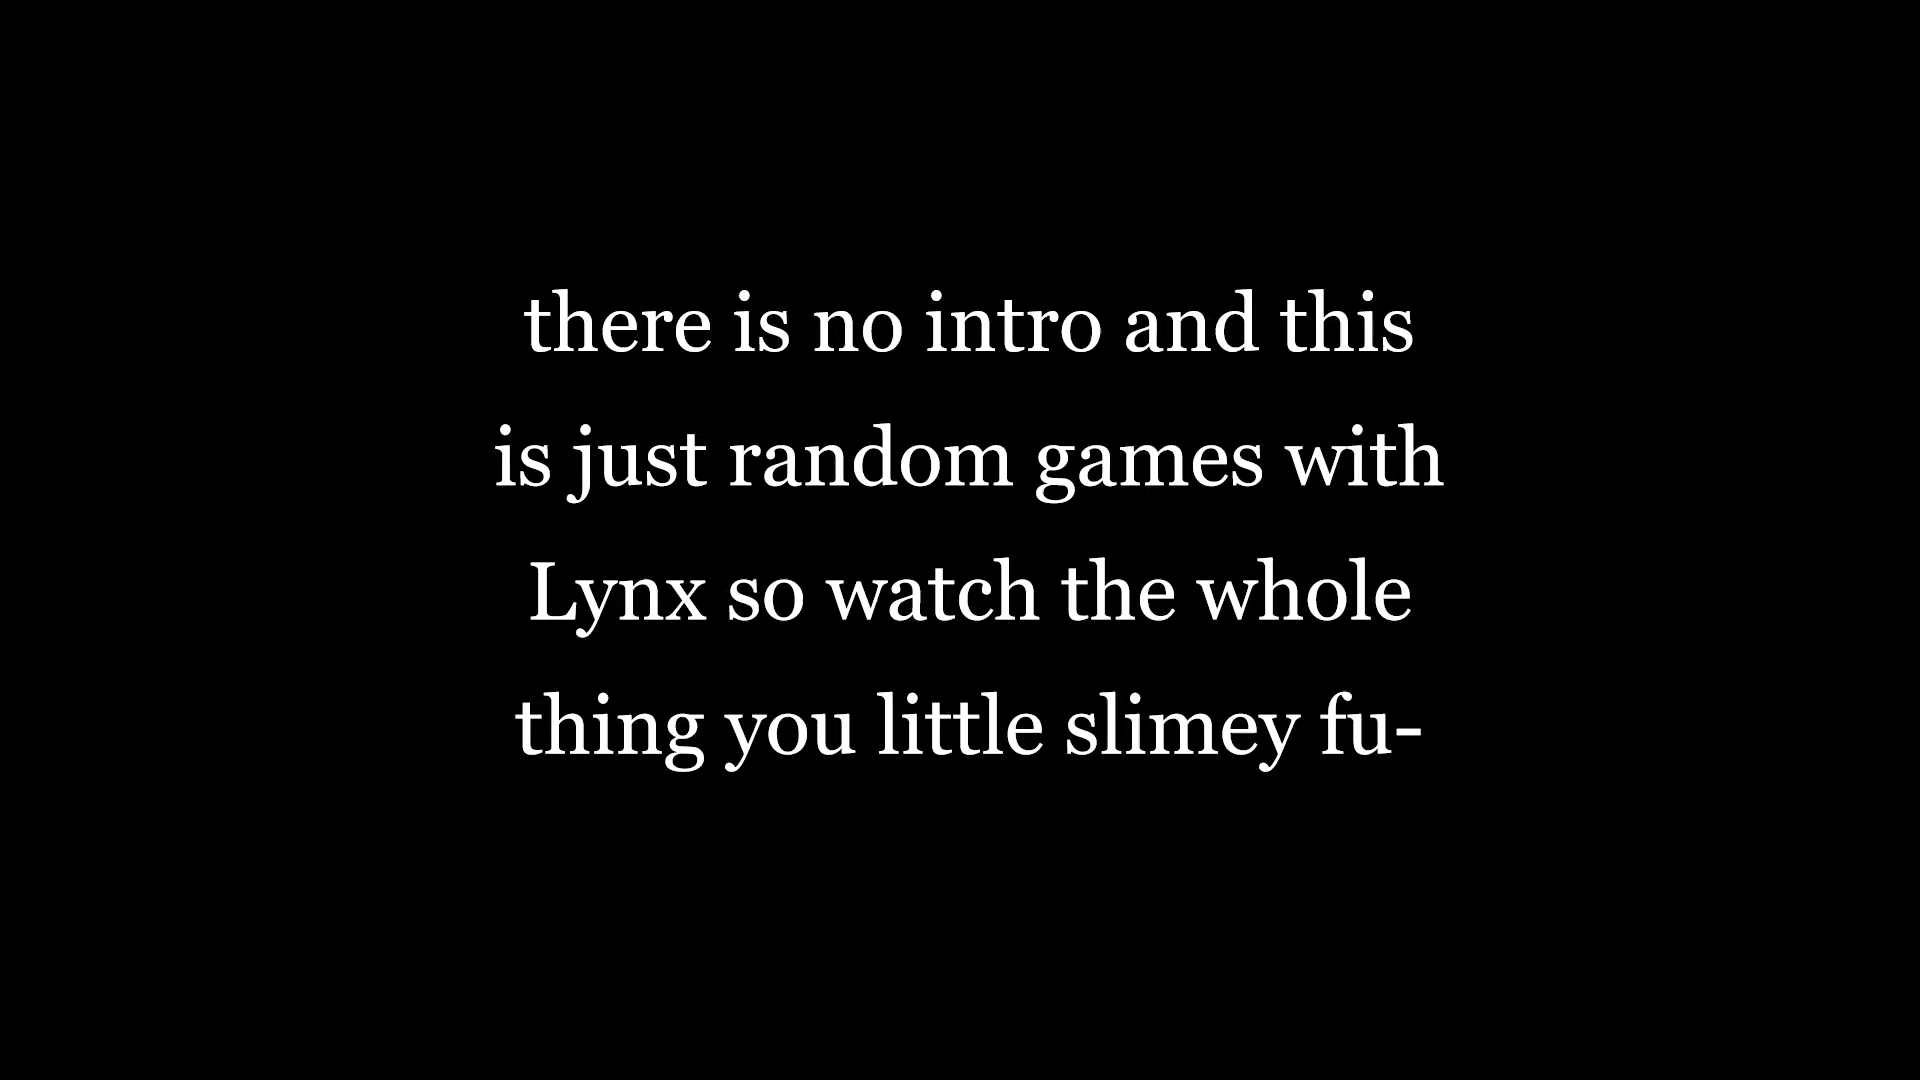 there is no intro and this
is just random games with
Lynx so watch the whole
thing you little slimey fu-